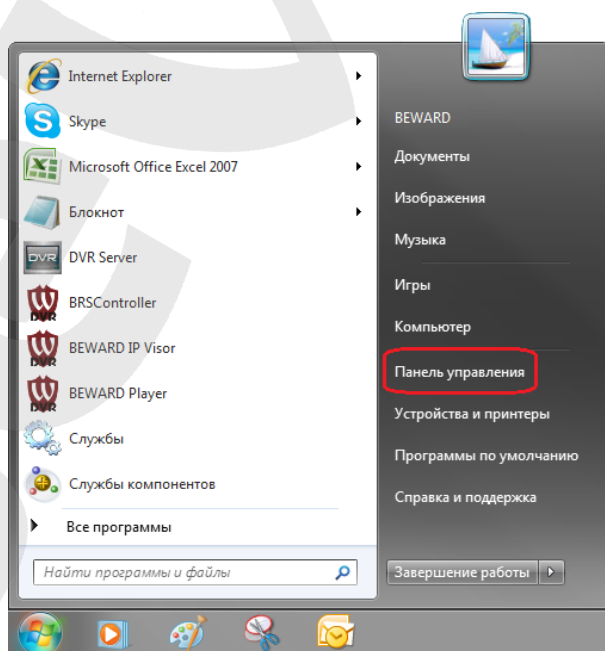 Internet Explorer
Skype
Microsoft Office Excel 2007
Блокнот
DVR Server
BRSController
BEWARD IP Visor
BEWARD Player
Службы
Службы компонентов
Все программы
Найти программы и файлы
BEWARD
Документы
Изображения
Музыка
Игры
Компьютер
Панель управления
Устройства и принтеры
Программы по умолчанию
Справка и поддержка
Завершение работы